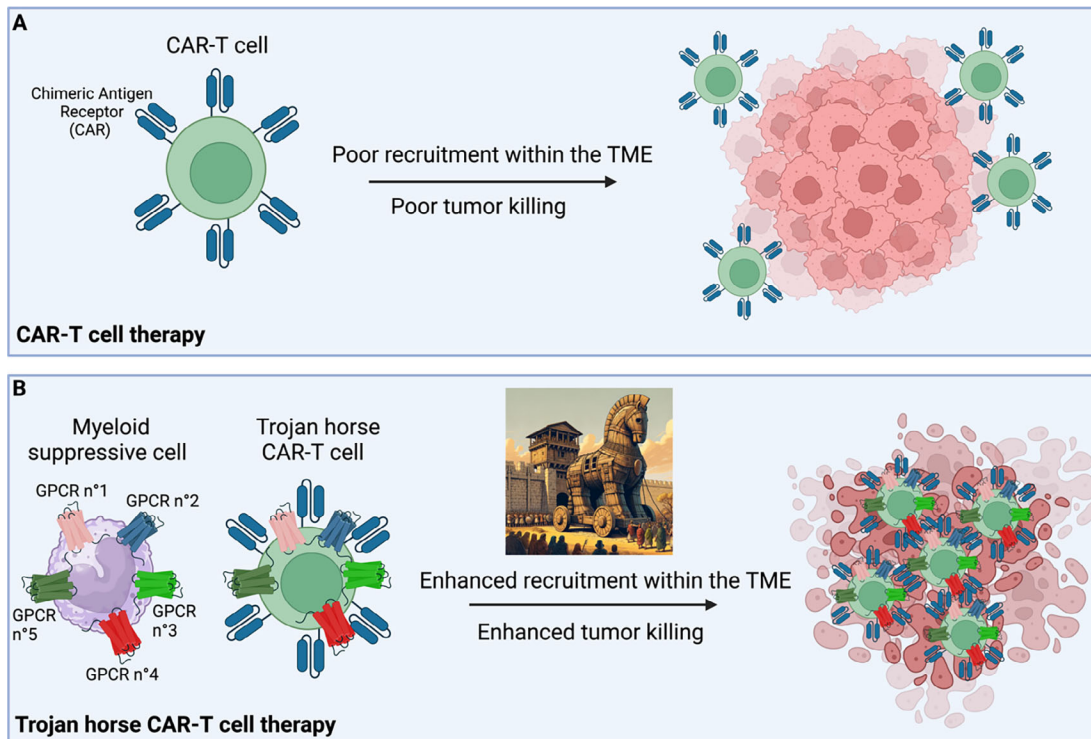 A
CAR-T cell
Chimeric Antigen
Receptor
(CAR)
Poor recruitment within the TME
Poor tumor killing
CAR-T cell therapy
B
Myeloid
suppressive cell
GPCR n°1
GPCR n°2
GPCR
n°5
GPCR
n°3
GPCR n°4
Trojan horse
CAR-T cell
Enhanced recruitment within the TME
Enhanced tumor killing
Trojan horse CAR-T cell therapy